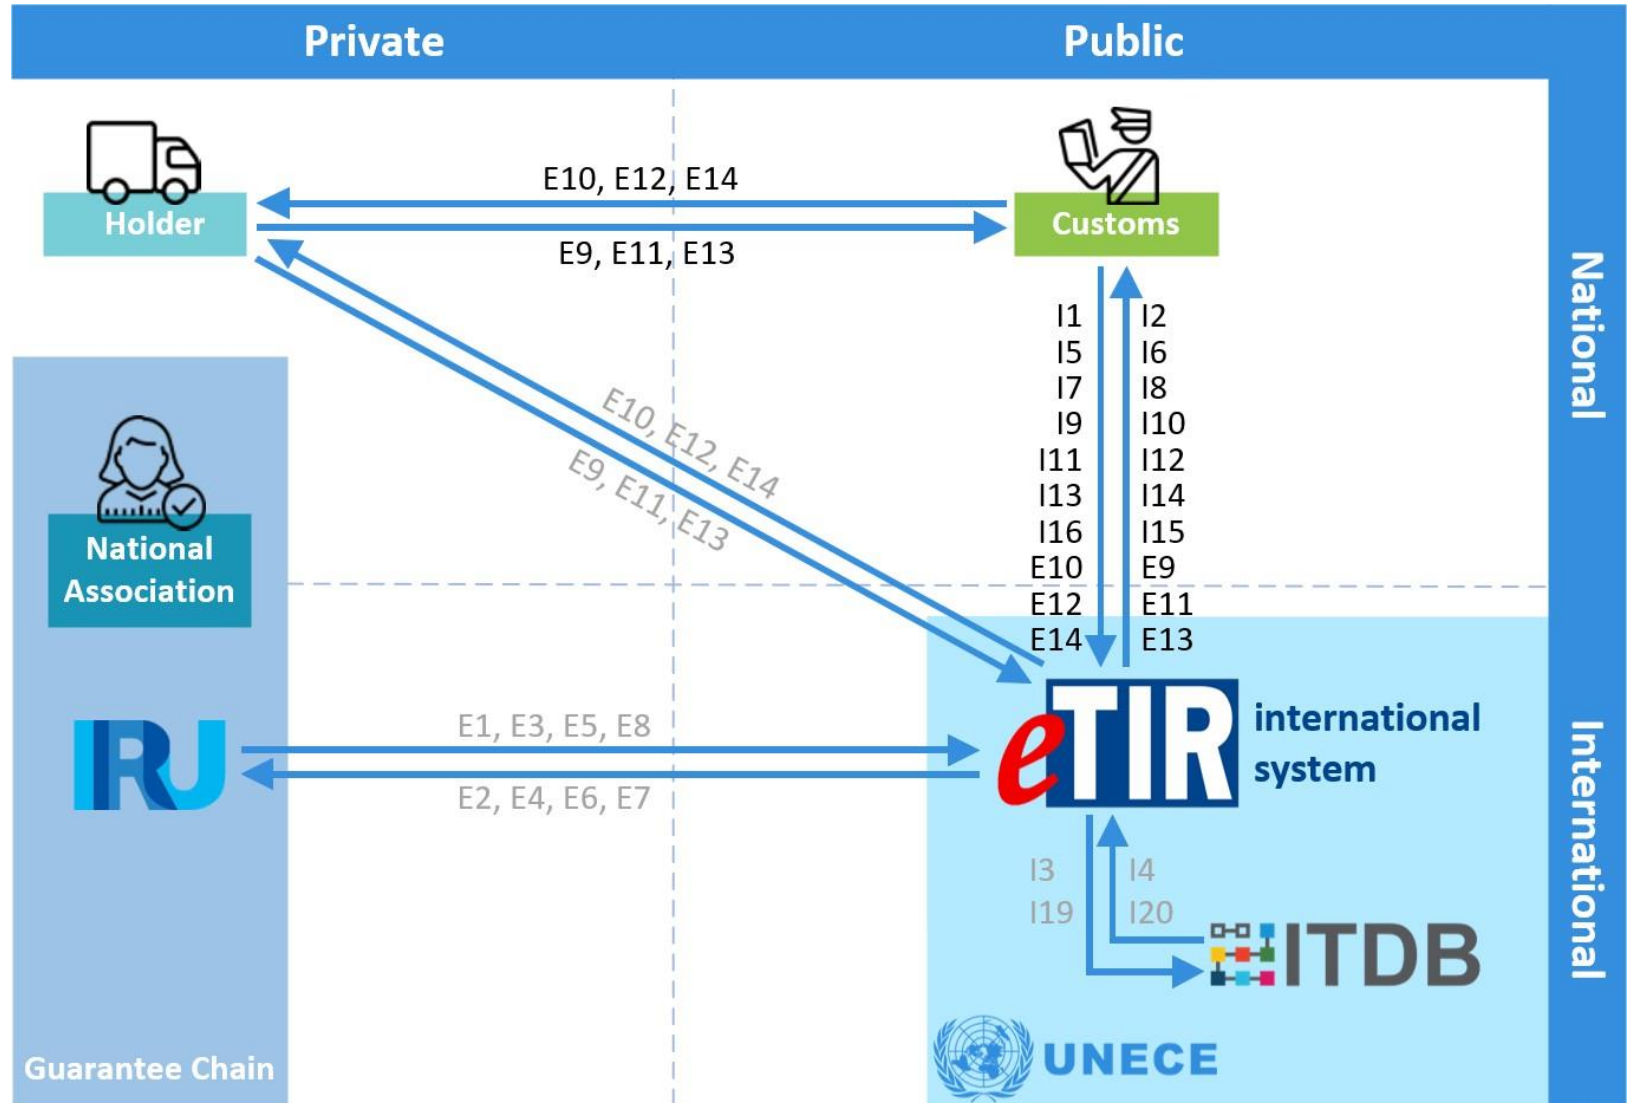 Private
Public
National
International
Holder
E10, E12, E14
E9, E11, E13
Customs
I1
I5
I7
I9
I11
I13
I16
E10
E12
E14
I2
I6
I8
I10
I12
I14
I15
E9
E11
E13
E10, E12, E14
E9, E11, E13
National
Association
IRU
E1, E3, E5, E8
E2, E4, E6, E7
eTIR
international
system
I3
I19
I4
I20
ITDB
Guarantee Chain
UNECE